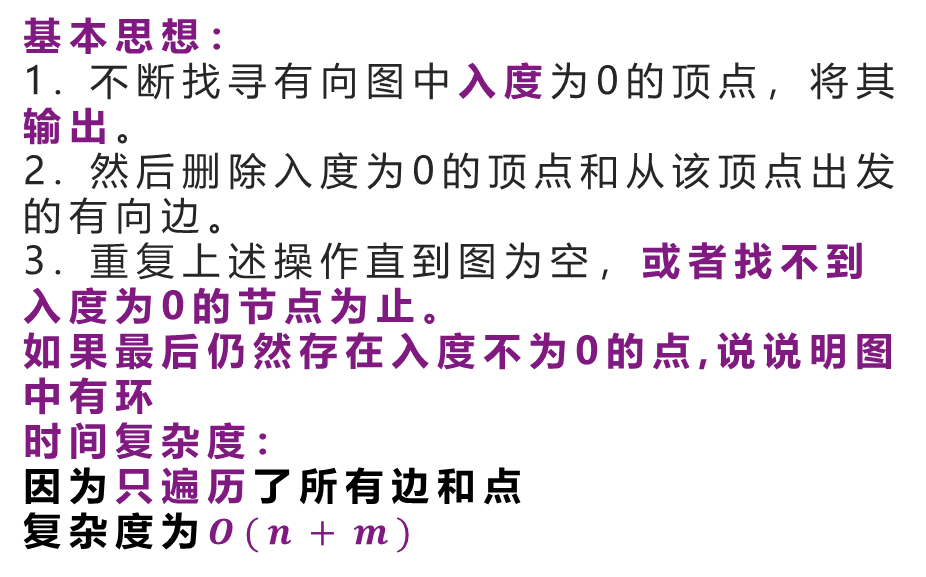 基本思想：
1. 不断找寻有向图中入度为0的顶点，将其
输出。
2. 然后删除入度为0的顶点和从该顶点出发
的有向边。
3. 重复上述操作直到图为空，或者找不到
入度为0的节点为止。
如果最后仍然存在入度不为0的点,说说明图
中有环
时间复杂度：
因为只遍历了所有边和点
复杂度为O(n + m)